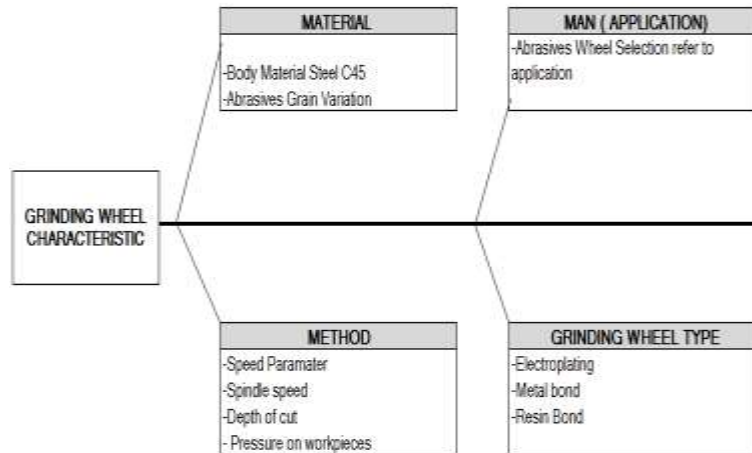 MATERIAL
-Body Material Steel C45
-Abrasives Grain Variation
MAN ( APPLICATION)
-Abrasives Wheel Selection refer to
application
GRINDING WHEEL
CHARACTERISTIC
METHOD
-Speed Paramater
-Spindle speed
-Depth of cut
- Pressure on workpieces
GRINDING WHEEL TYPE
-Electroplating
-Metal bond
-Resin Bond